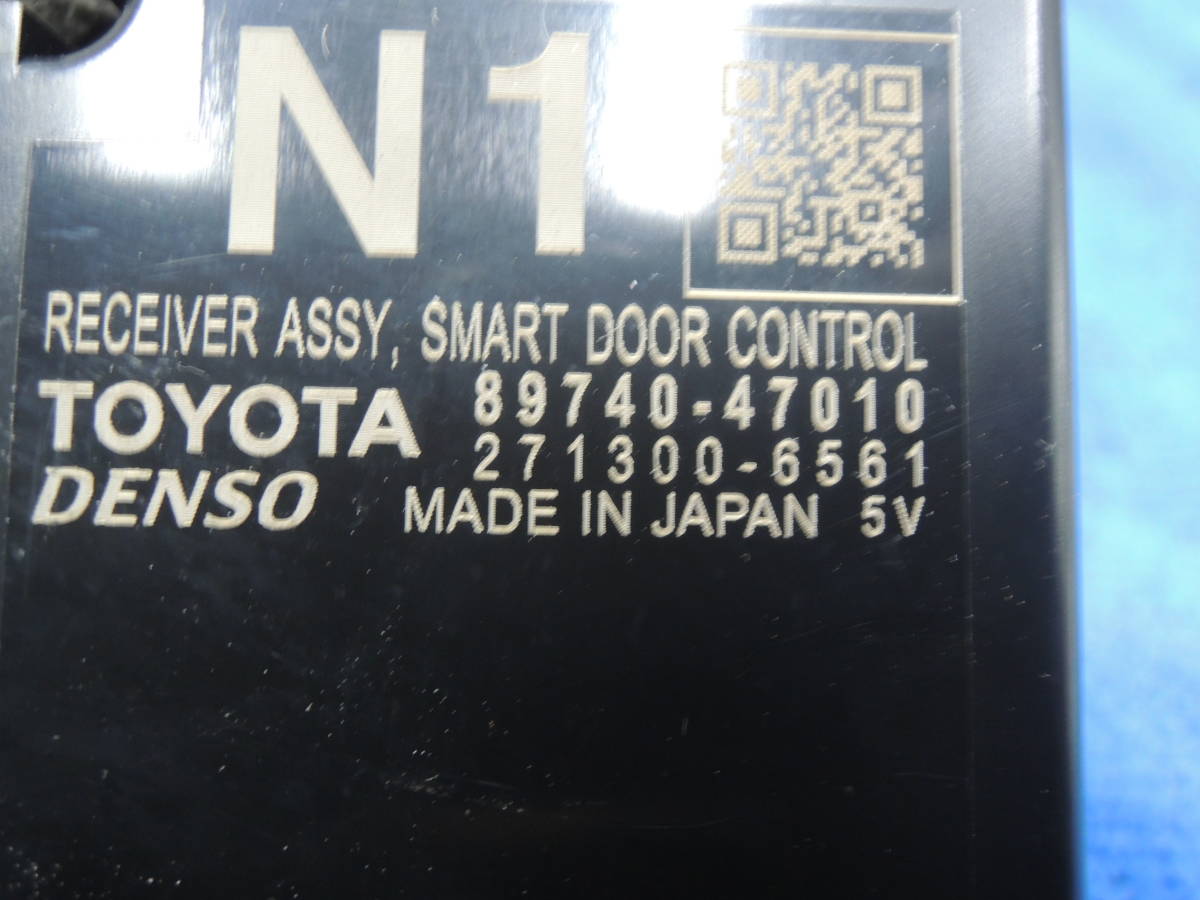 N1
RECEIVER ASSY, SMART DOOR CONTROL
TOYOTA 89740-47010
271300-6561
DENSO MADE IN JAPAN 5V